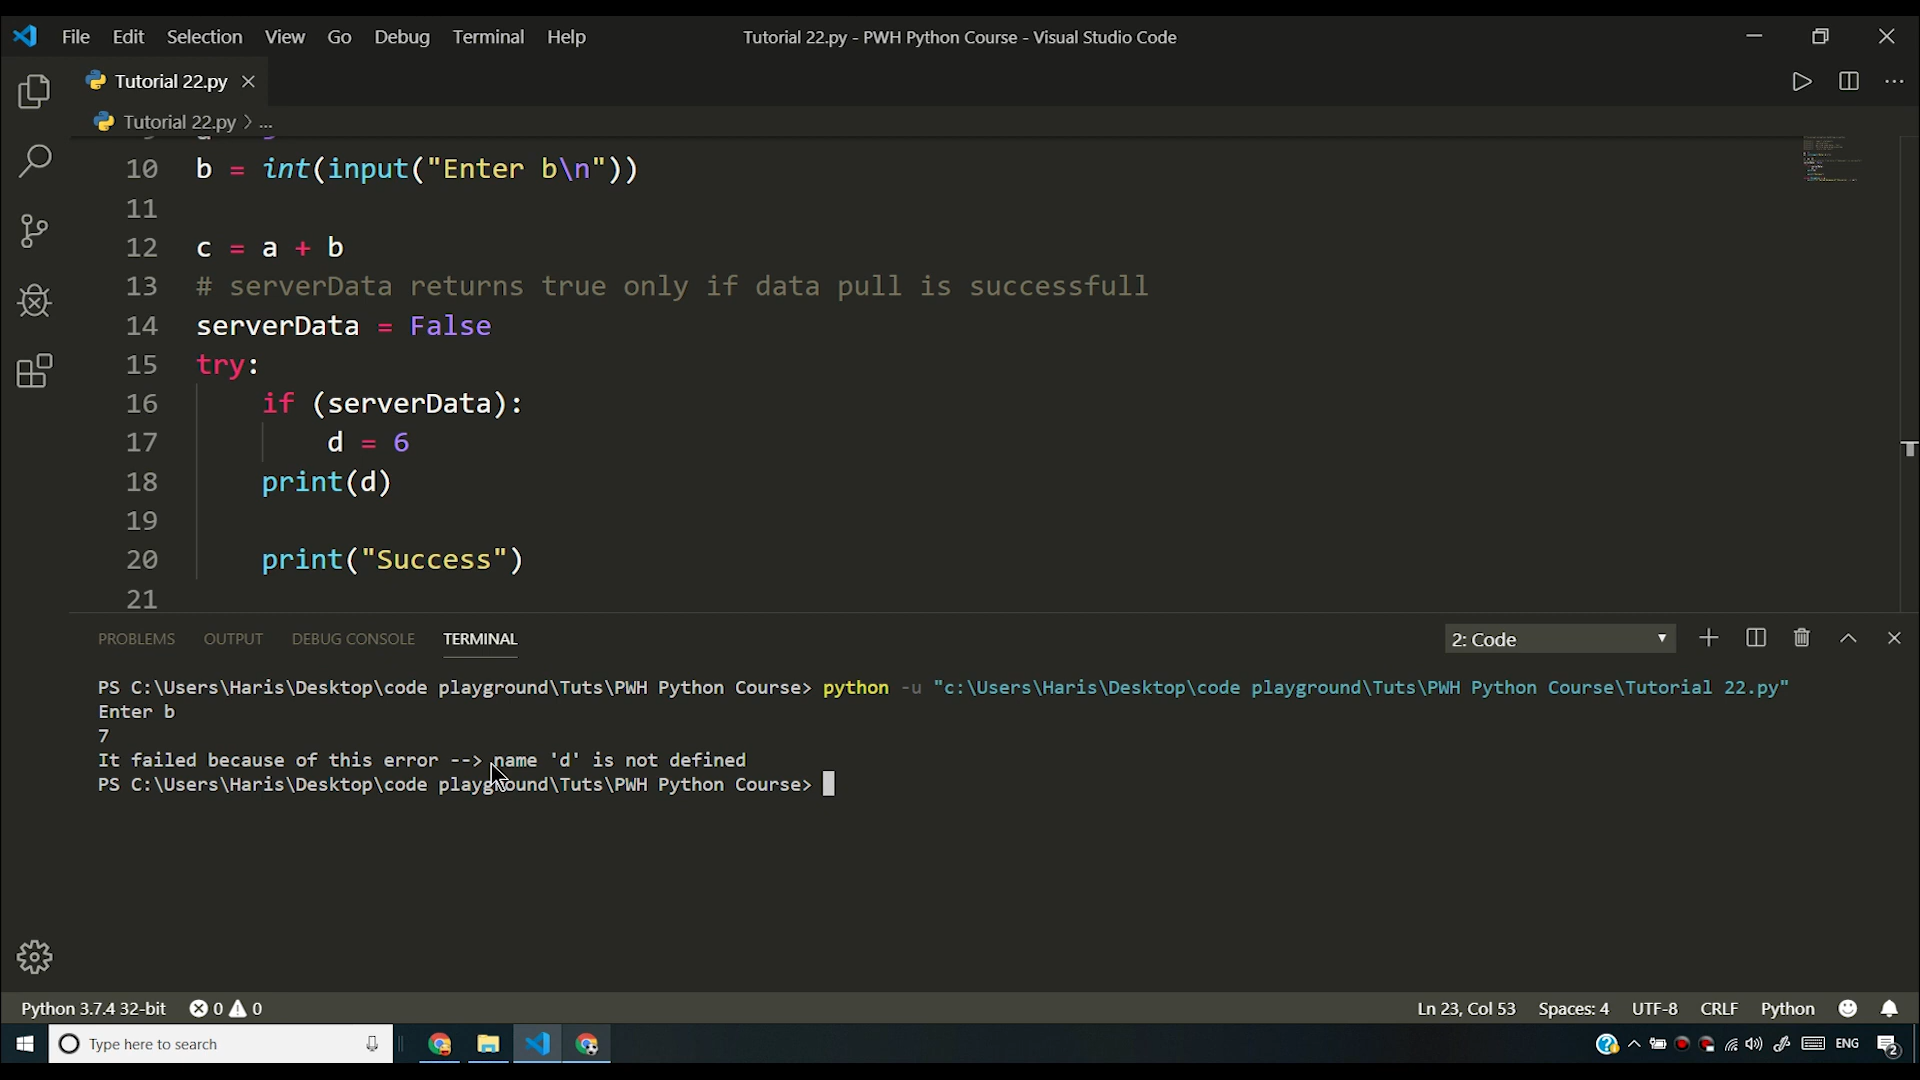 File Edit Selection View Go Debug Terminal Help
Tutorial 22.py - PWH Python Course - Visual Studio Code
Tutorial 22.py
Tutorial 22.py > ...
10 b = int(input("Enter b\n"))
11
12 c = a + b
13 # serverData returns true only if data pull is successfull
14 serverData = False
15 try:
16 if (serverData):
17 d = 6
18 print(d)
19
20 print("Success")
21
PROBLEMS OUTPUT DEBUG CONSOLE TERMINAL 2: Code
PS C:\Users\Haris\Desktop\code playground\Tuts\PWH Python Course> python -u "c:\Users\Haris\Desktop\code playground\Tuts\PWH Python Course\Tutorial 22.py"
Enter b
7
It failed because of this error --> name 'd' is not defined
PS C:\Users\Haris\Desktop\code playground\Tuts\PWH Python Course>
Python 3.7.4 32-bit 0 0 Ln 23, Col 53 Spaces: 4 UTF-8 CRLF Python
Type here to search ENG 2